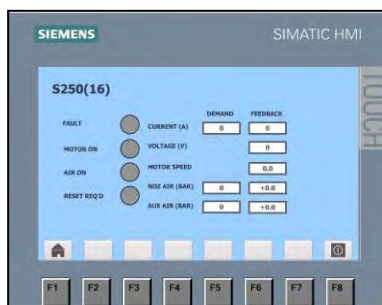 SIEMENS SIMATIC HMI
TOUCH
S250(16)
DEMAND FEEDBACK
FAULT CURRENT (A) 0 0
MOTOR ON VOLTAGE (V) 0
AIR ON MOTOR SPEED 0.0
RESET REQ'D NOZ AIR (BAR) 0 +0.0
AUX AIR (BAR) 0 +0.0
F1 F2 F3 F4 F5 F6 F7 F8